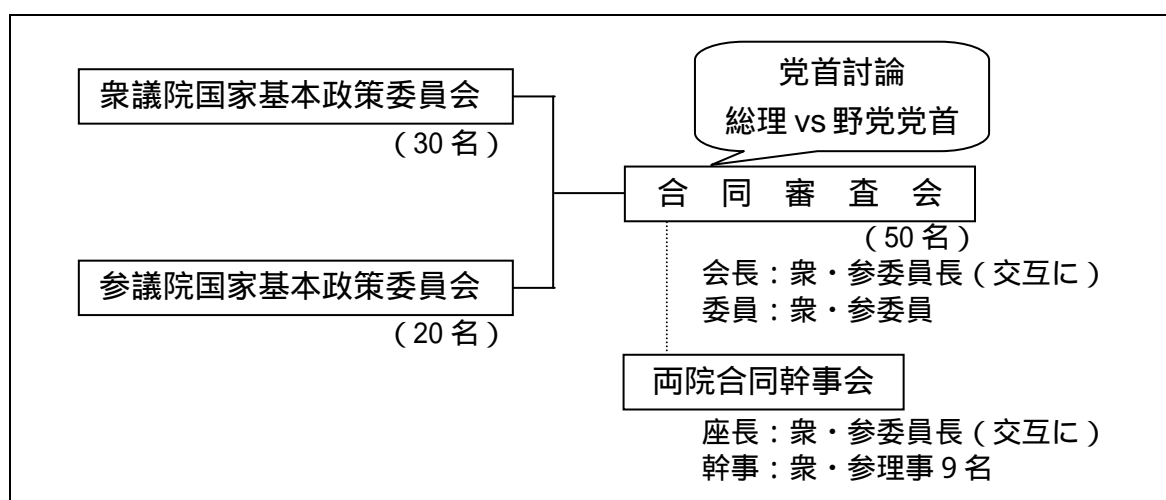 衆議院国家基本政策委員会
（30名）
参議院国家基本政策委員会
（20名）
党首討論
総理 vs 野党党首
合　同　審　査　会
（50名）
会長：衆・参委員長（交互に）
委員：衆・参委員
両院合同幹事会
座長：衆・参委員長（交互に）
幹事：衆・参理事９名